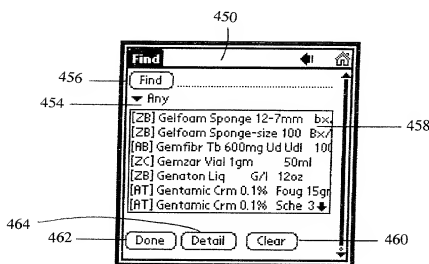 450
Find
456
Find
454
Any
[ZB] Gelfoam Sponge 12-7mm bx
[ZB] Gelfoam Sponge-size 100 Bx/
458
[AB] Gemfibr Tb 600mg Ud Udl 100
[ZC] Gemzar Vial 1gm 50ml
[ZB] Genaton Liq G/l 12oz
[AT] Gentamic Crm 0.1% Foug 15gr
[AT] Gentamic Crm 0.1% Sche 3
464
462
Done
Detail
Clear
460